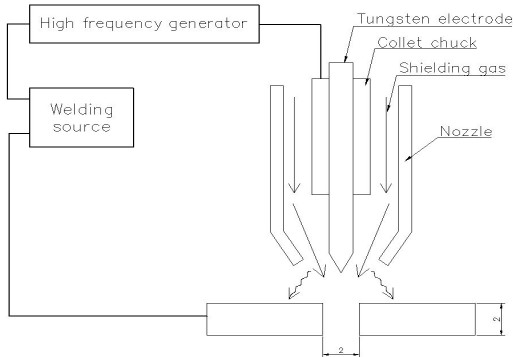 High frequency generator
Tungsten electrode
Collet chuck
Shielding gas
Welding
source
Nozzle
2
2